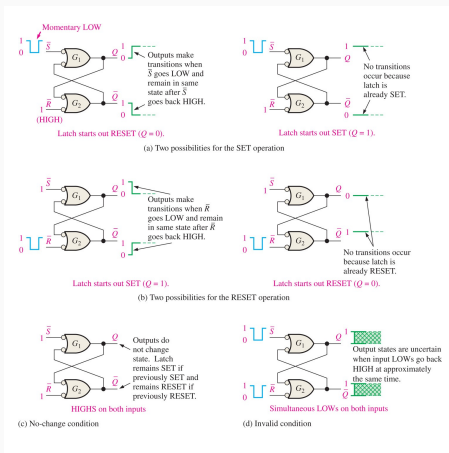 Momentary LOW
1
0
S̄
G₁
Q
1
0
Outputs make
transitions when
S̄ goes LOW and
remain in same
state after S̄
goes back HIGH.
1
R̄
(HIGH)
G₂
Q̄
1
0
Latch starts out RESET (Q = 0).
1
0
S̄
G₁
1
Q
No transitions
occur because
latch is
already SET.
1
R̄
G₂
Q̄
0
Latch starts out SET (Q = 1).
(a) Two possibilities for the SET operation
1
S̄
G₁
Q
1
0
Outputs make
transitions when R̄
goes LOW and remain
in same state after R̄
goes back HIGH.
1
0
R̄
G₂
Q̄
1
0
Latch starts out SET (Q = 1).
1
S̄
G₁
Q
0
1
0
R̄
G₂
Q̄
1
No transitions occur
because latch is
already RESET.
Latch starts out RESET (Q = 0).
(b) Two possibilities for the RESET operation
1
S̄
G₁
Q
Outputs do
not change
state. Latch
remains SET if
previously SET and
remains RESET if
previously RESET.
1
R̄
G₂
Q̄
HIGHS on both inputs
(c) No-change condition
1
0
S̄
G₁
Q
1
0
Output states are uncertain
when input LOWs go back
HIGH at approximately
the same time.
1
0
R̄
G₂
Q̄
1
0
Simultaneous LOWs on both inputs
(d) Invalid condition